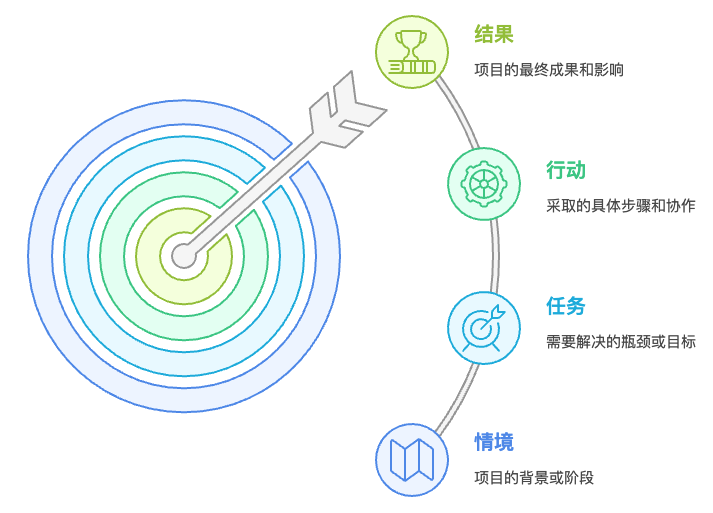 结果
项目的最终成果和影响
行动
采取的具体步骤和协作
任务
需要解决的瓶颈或目标
情境
项目的背景或阶段